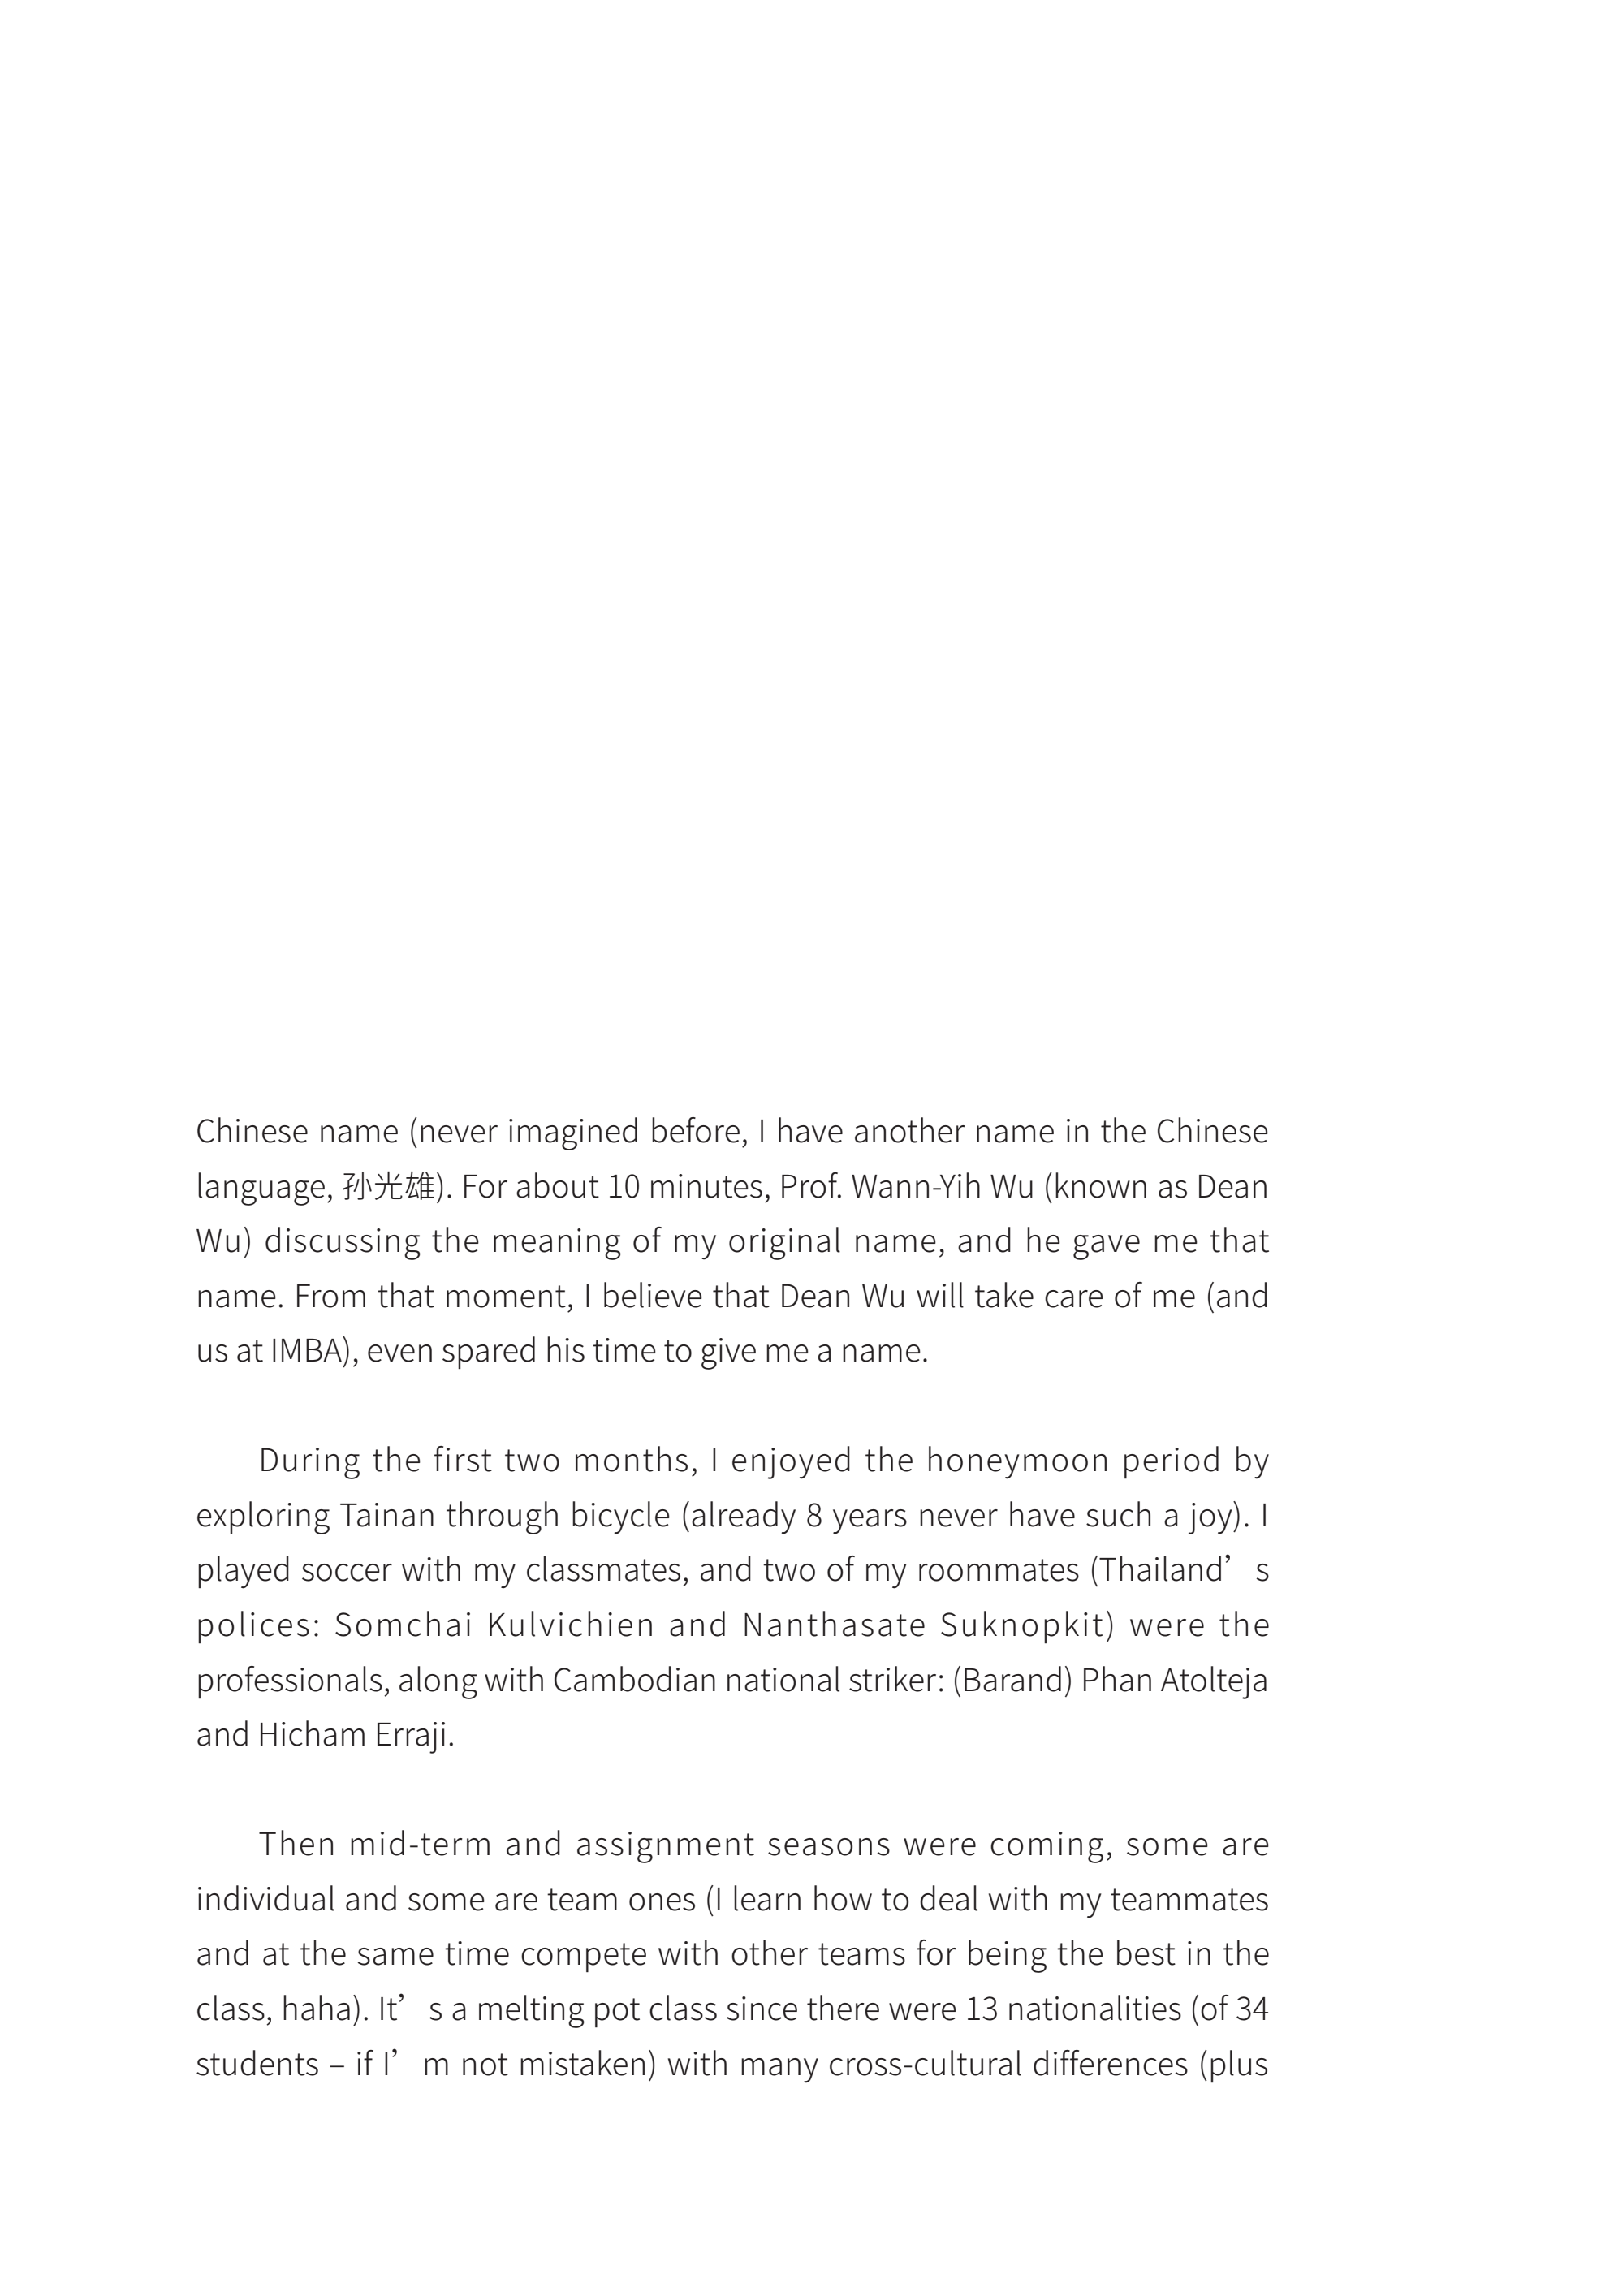 Chinese name (never imagined before, I have another name in the Chinese
language, 孙光雄). For about 10 minutes, Prof. Wann-Yih Wu (known as Dean
Wu) discussing the meaning of my original name, and he gave me that
name. From that moment, I believe that Dean Wu will take care of me (and
us at IMBA), even spared his time to give me a name.
During the first two months, I enjoyed the honeymoon period by
exploring Tainan through bicycle (already 8 years never have such a joy). I
played soccer with my classmates, and two of my roommates (Thailand’s
polices: Somchai Kulvichien and Nanthasate Suknopkit) were the
professionals, along with Cambodian national striker: (Barand) Phan Atolteja
and Hicham Erraji.
Then mid-term and assignment seasons were coming, some are
individual and some are team ones (I learn how to deal with my teammates
and at the same time compete with other teams for being the best in the
class, haha). It’s a melting pot class since there were 13 nationalities (of 34
students – if I’m not mistaken) with many cross-cultural differences (plus